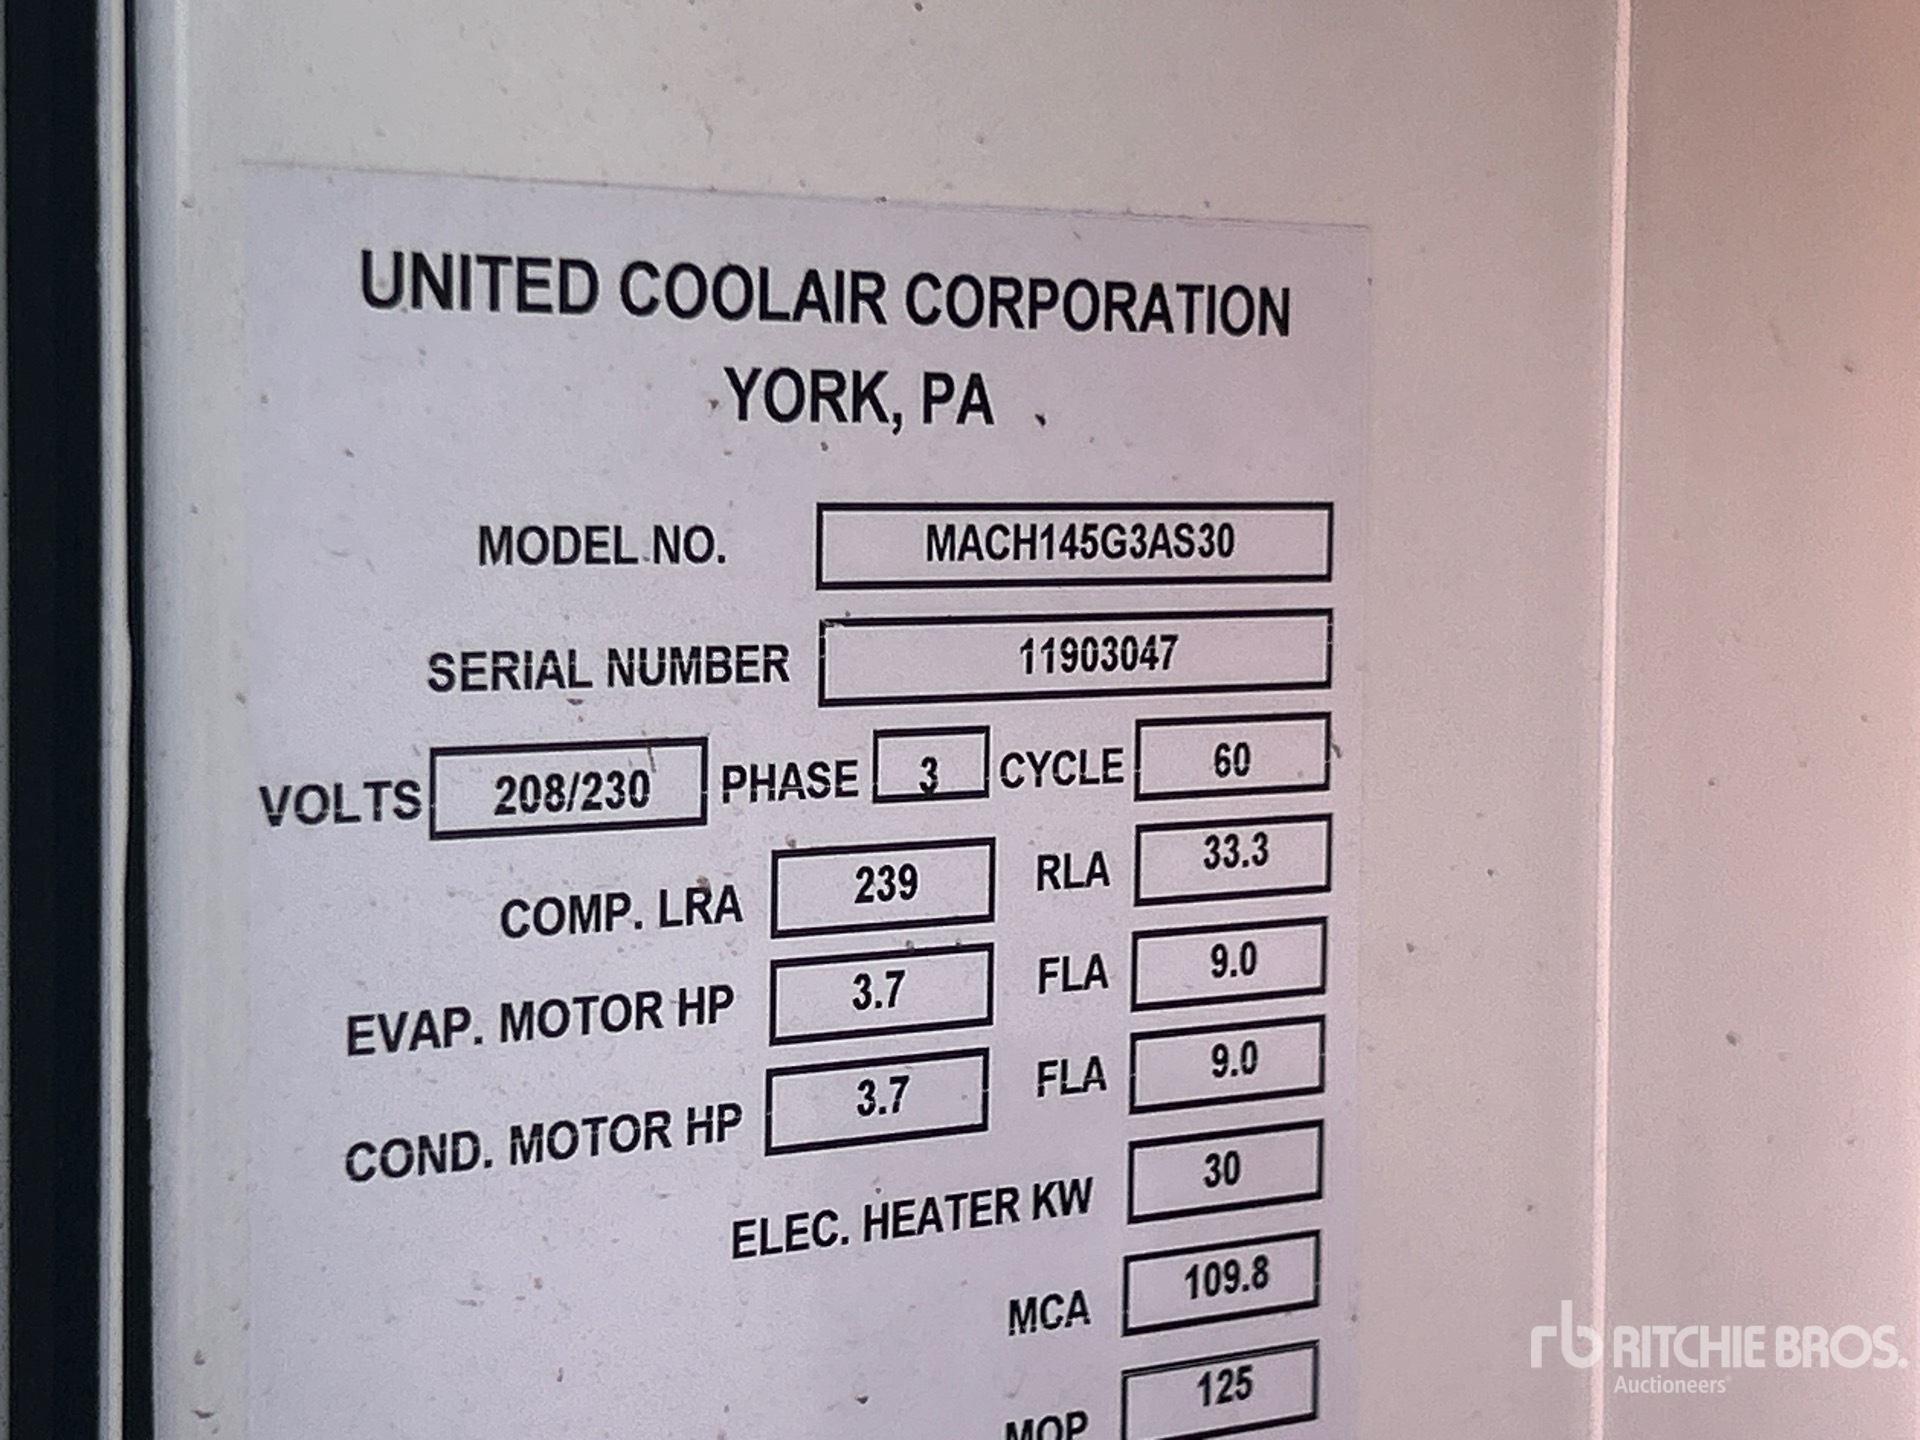 UNITED COOLAIR CORPORATION
YORK, PA
MODEL NO. MACH145G3AS30
SERIAL NUMBER 11903047
VOLTS 208/230 PHASE 3 CYCLE 60
COMP. LRA 239 RLA 33.3
EVAP. MOTOR HP 3.7 FLA 9.0
COND. MOTOR HP 3.7 FLA 9.0
ELEC. HEATER KW 30
MCA 109.8
MOP 125
rb RITCHIE BROS.
Auctioneers